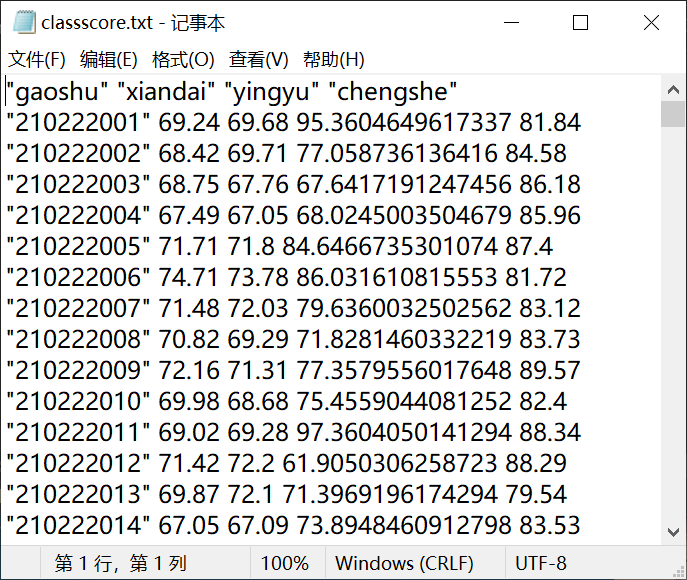 classscore.txt - 记事本
文件(F) 编辑(E) 格式(O) 查看(V) 帮助(H)
"gaoshu" "xiandai" "yingyu" "chengshe"
"210222001" 69.24 69.68 95.3604649617337 81.84
"210222002" 68.42 69.71 77.058736136416 84.58
"210222003" 68.75 67.76 67.6417191247456 86.18
"210222004" 67.49 67.05 68.0245003504679 85.96
"210222005" 71.71 71.8 84.6466735301074 87.4
"210222006" 74.71 73.78 86.031610815553 81.72
"210222007" 71.48 72.03 79.6360032502562 83.12
"210222008" 70.82 69.29 71.8281460332219 83.73
"210222009" 72.16 71.31 77.3579556017648 89.57
"210222010" 69.98 68.68 75.4559044081252 82.4
"210222011" 69.02 69.28 97.3604050141294 88.34
"210222012" 71.42 72.2 61.9050306258723 88.29
"210222013" 69.87 72.1 71.3969196174294 79.54
"210222014" 67.05 67.09 73.8948460912798 83.53
第 1 行，第 1 列 100% Windows (CRLF) UTF-8